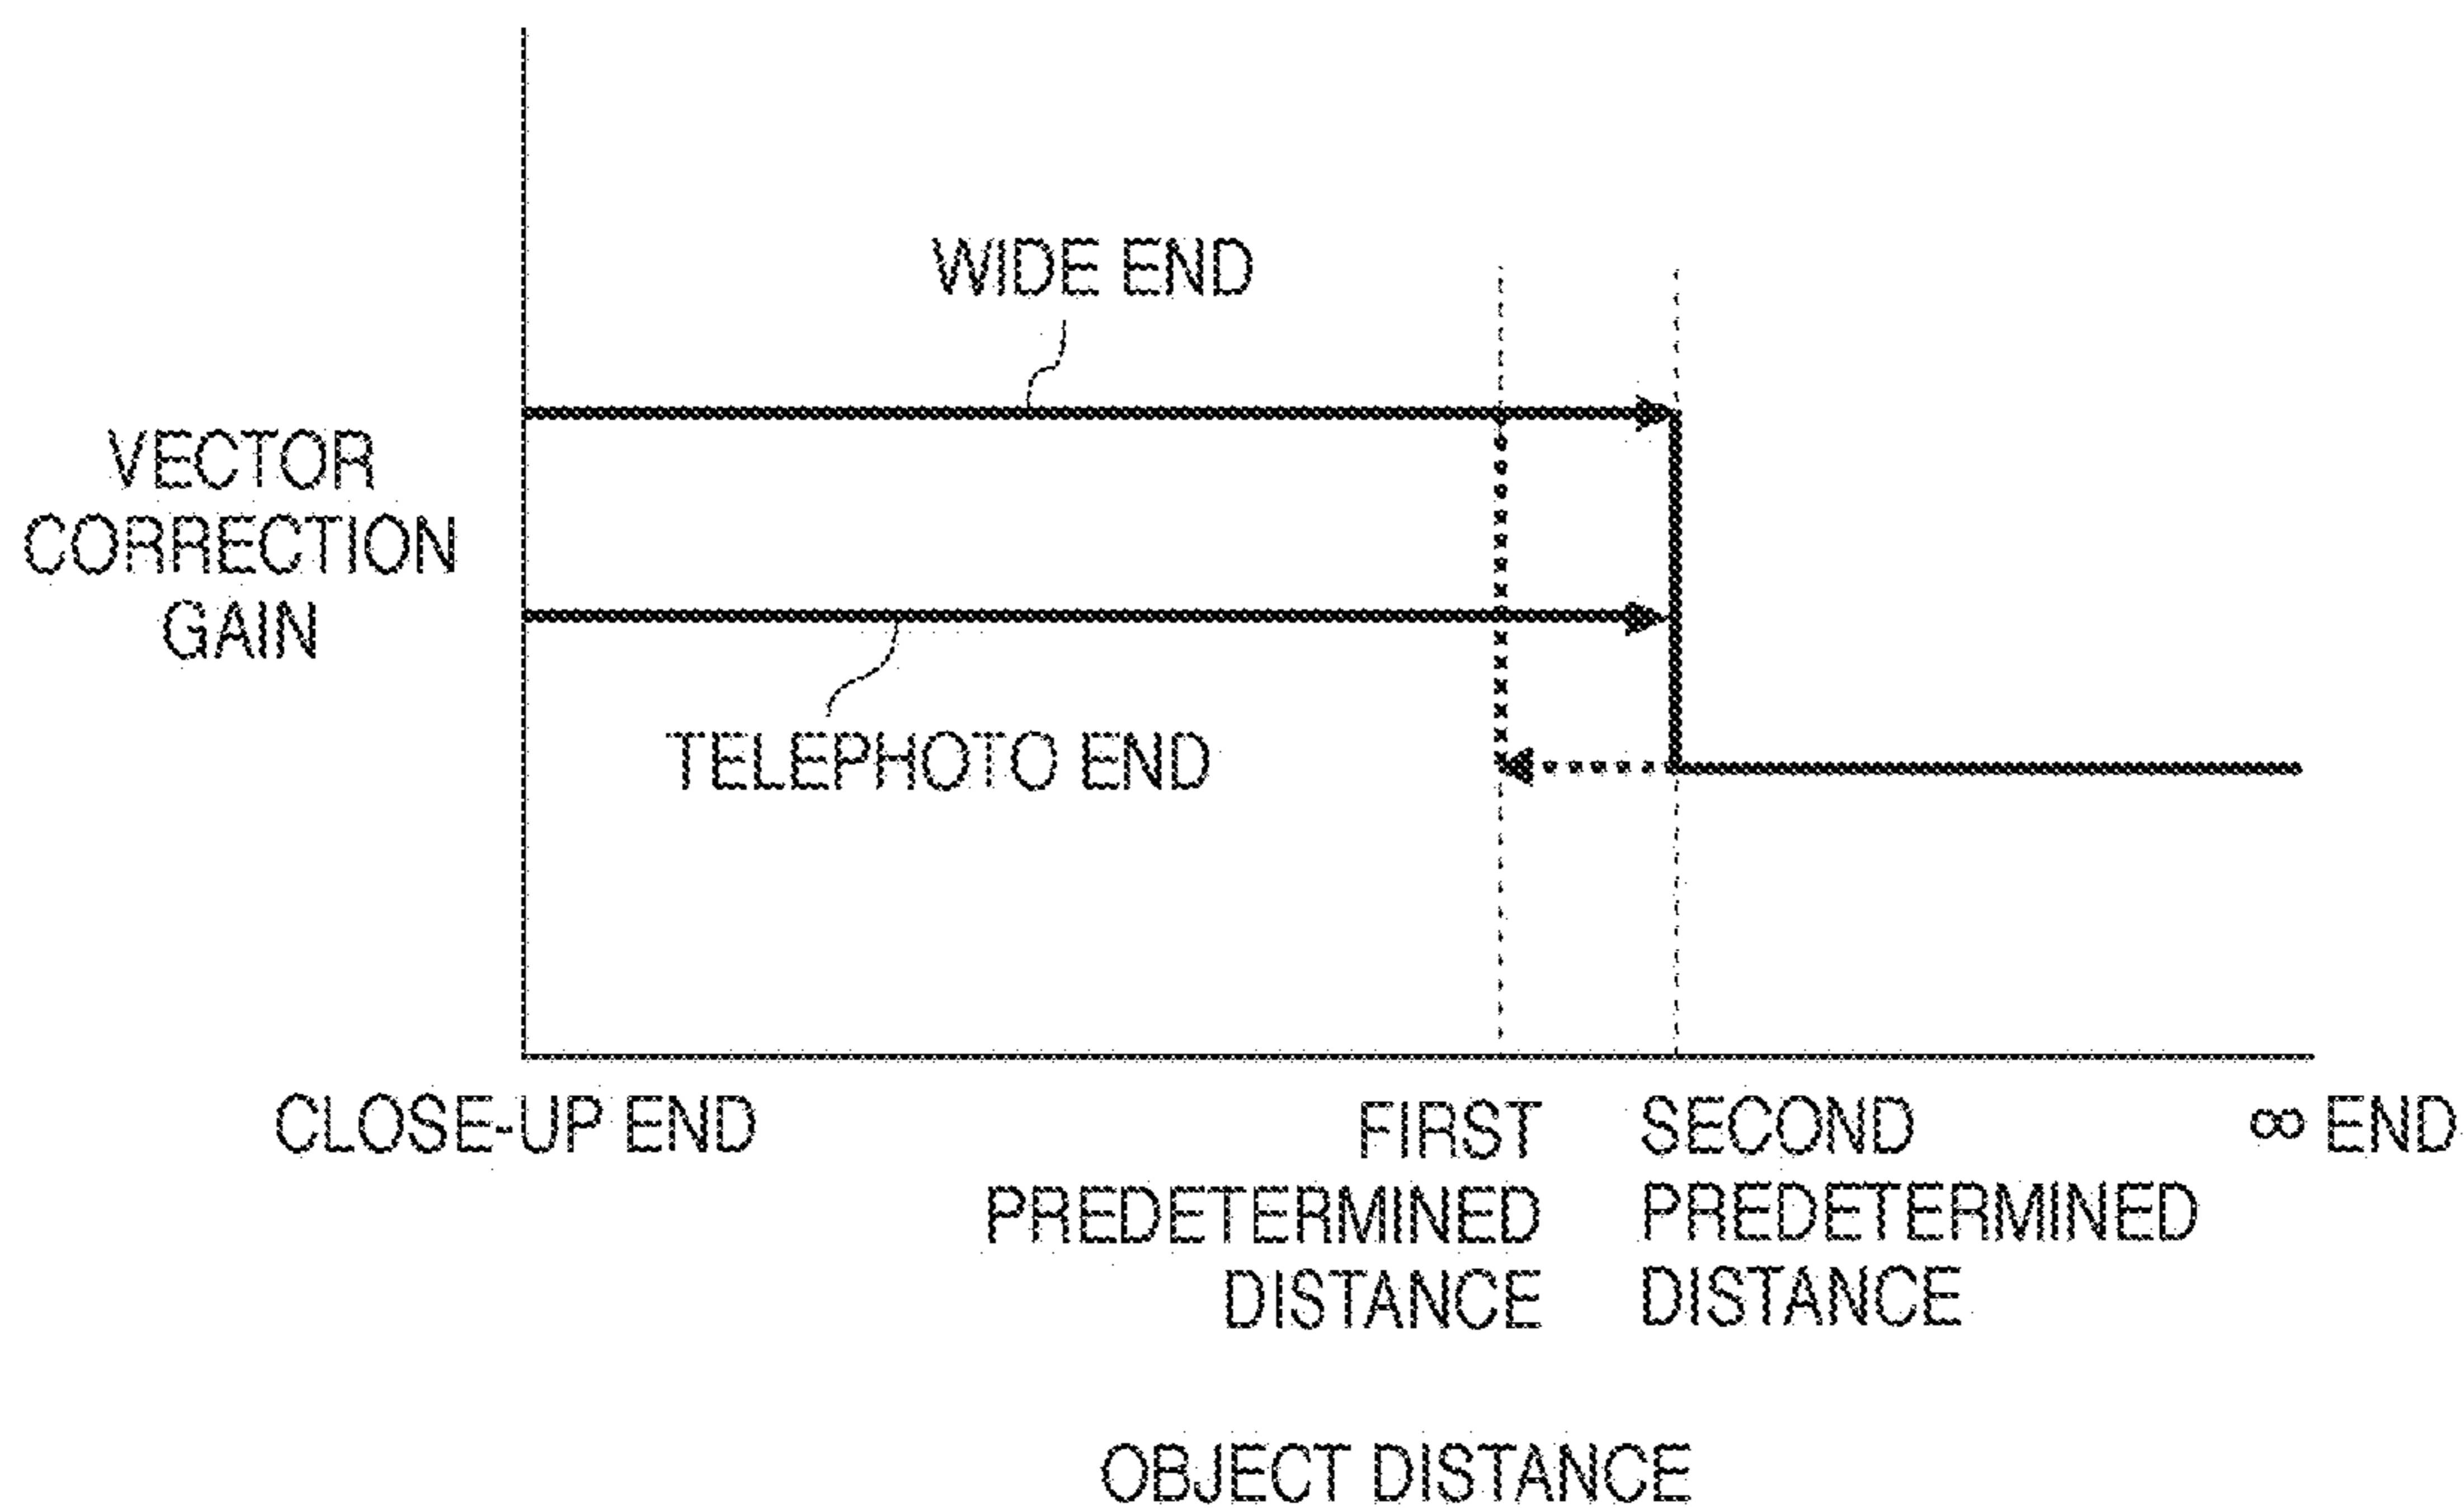 WIDE END
VECTOR
CORRECTION
GAIN
TELEPHOTO END
CLOSE-UP END
FIRST
PREDETERMINED
DISTANCE
SECOND
PREDETERMINED
DISTANCE
∞ END
OBJECT DISTANCE